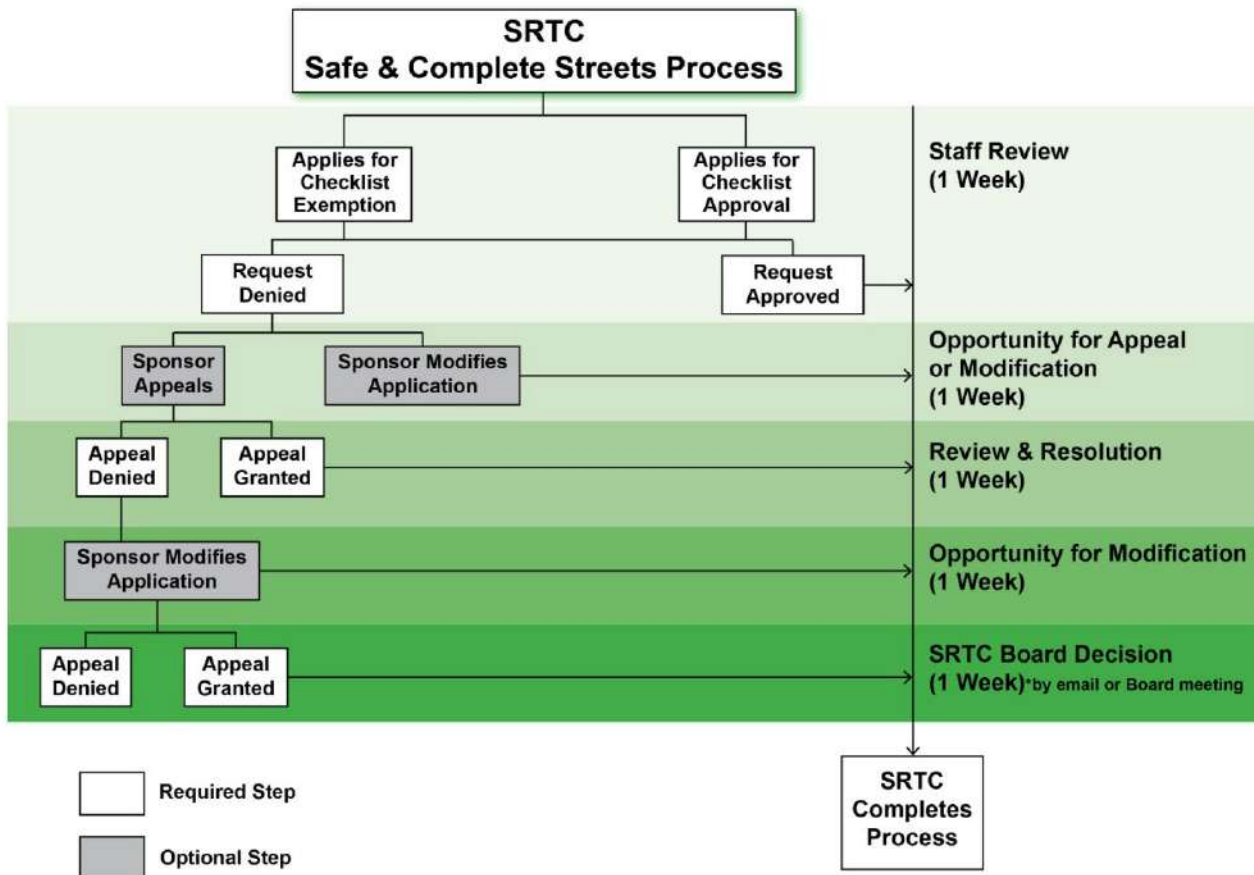 SRTC
Safe & Complete Streets Process
Applies for
Checklist
Exemption
Applies for
Checklist
Approval
Staff Review
(1 Week)
Request
Denied
Request
Approved
Sponsor
Appeals
Sponsor Modifies
Application
Opportunity for Appeal
or Modification
(1 Week)
Appeal
Denied
Appeal
Granted
Review & Resolution
(1 Week)
Sponsor Modifies
Application
Opportunity for Modification
(1 Week)
Appeal
Denied
Appeal
Granted
SRTC Board Decision
(1 Week)*by email or Board meeting
Required Step
Optional Step
SRTC
Completes
Process